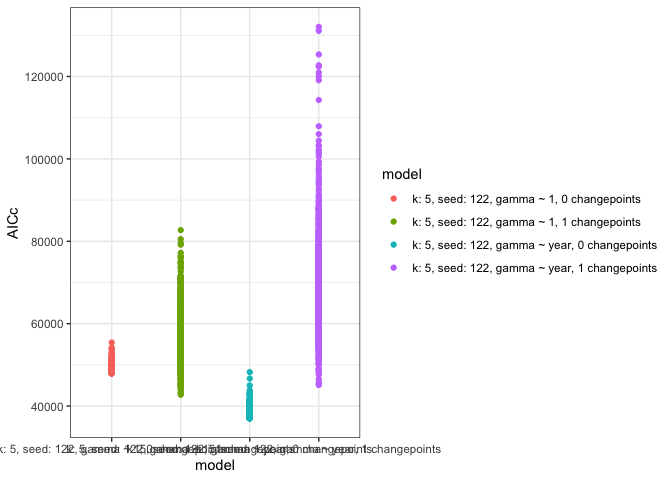 120000
100000
80000
60000
40000
AICc
model
k: 5, seed: 122, gamma ~ 1, 0 changepoints
k: 5, seed: 122, gamma ~ 1, 1 changepoints
k: 5, seed: 122, gamma ~ year, 0 changepoints
k: 5, seed: 122, gamma ~ year, 1 changepoints
model